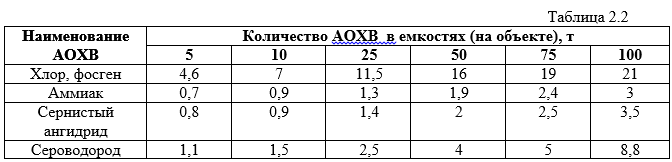 Таблица 2.2
Наименование АОХВ Количество АОХВ в емкостях (на объекте), т
5 10 25 50 75 100
Хлор, фосген 4,6 7 11,5 16 19 21
Аммиак 0,7 0,9 1,3 1,9 2,4 3
Сернистый ангидрид 0,8 0,9 1,4 2 2,5 3,5
Сероводород 1,1 1,5 2,5 4 5 8,8